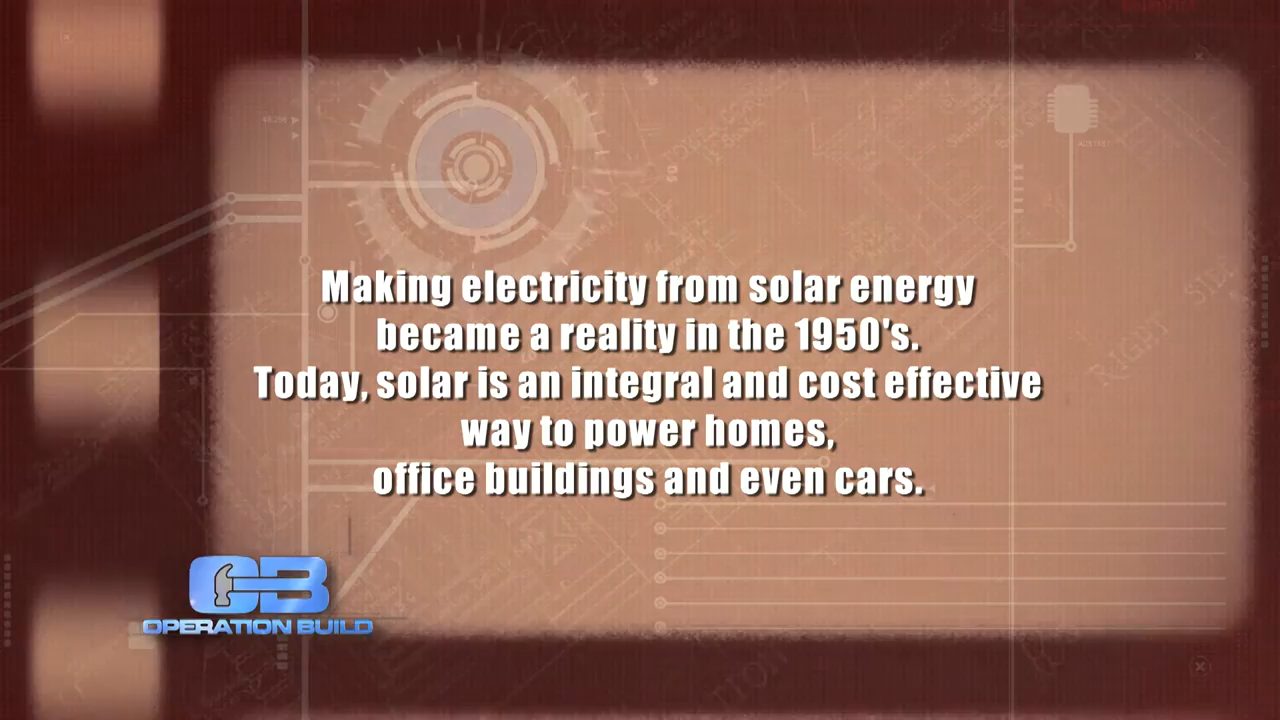 Making electricity from solar energy
became a reality in the 1950's.
Today, solar is an integral and cost effective
way to power homes,
office buildings and even cars.
OB
OPERATION BUILD
RIGHT